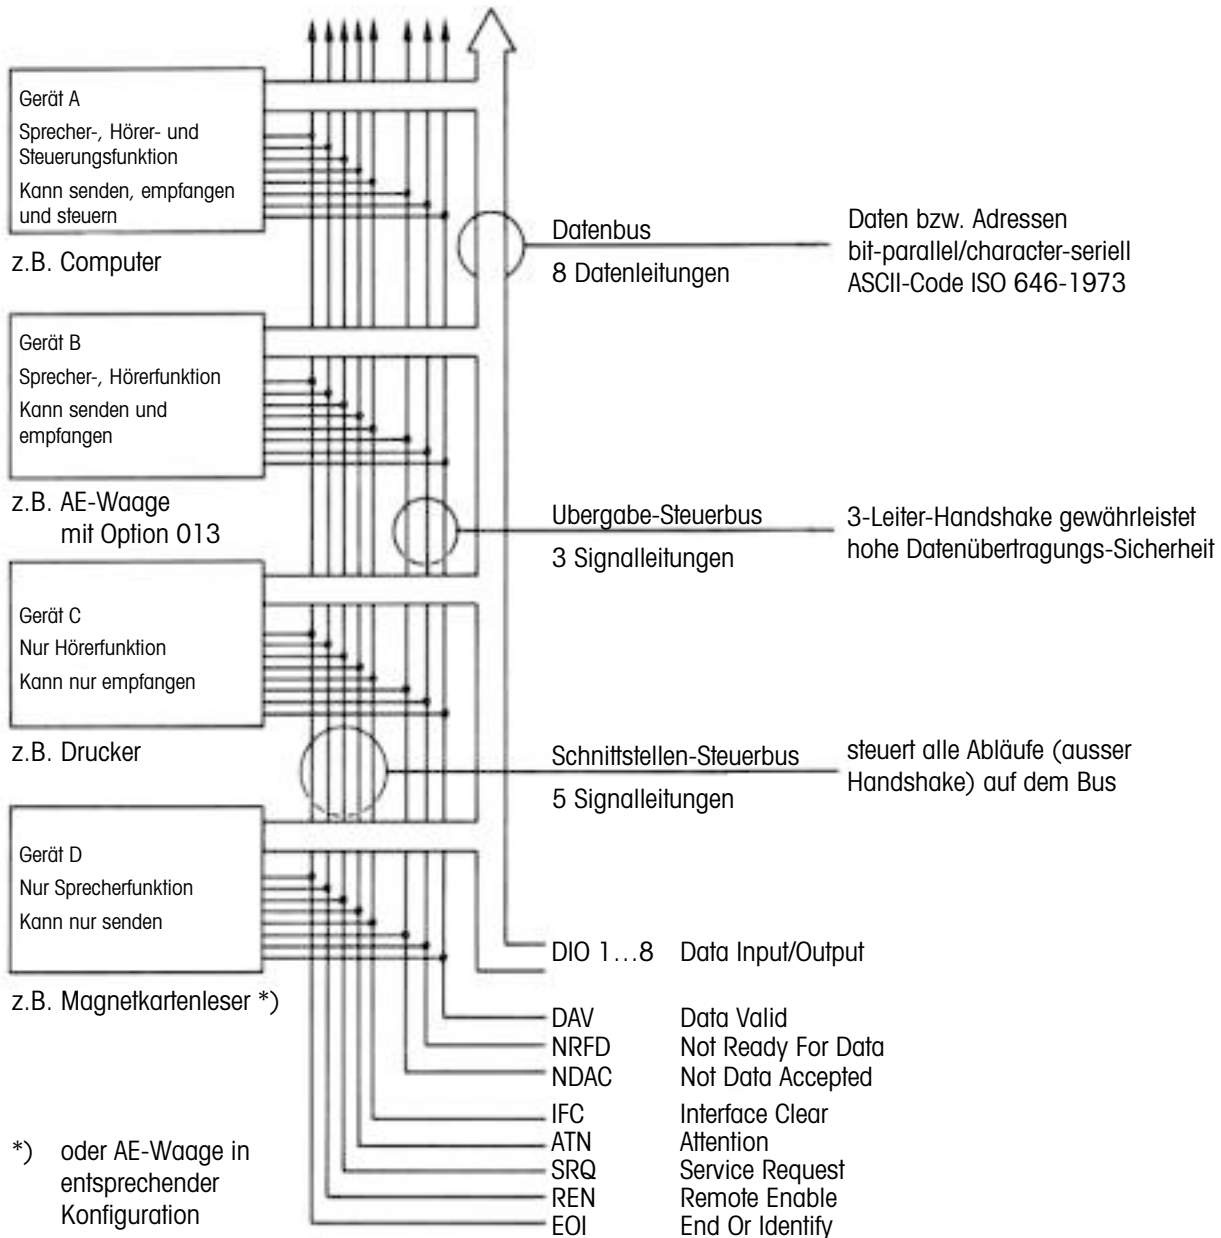 Gerät A
Sprecher-, Hörer- und
Steuerungsfunktion
Kann senden, empfangen
und steuern
z.B. Computer
Datenbus
8 Datenleitungen
Daten bzw. Adressen
bit-parallel/character-seriell
ASCII-Code ISO 646-1973
Gerät B
Sprecher-, Hörerfunktion
Kann senden und
empfangen
z.B. AE-Waage
mit Option 013
Ubergabe-Steuerbus
3 Signalleitungen
3-Leiter-Handshake gewährleistet
hohe Datenübertragungs-Sicherheit
Gerät C
Nur Hörerfunktion
Kann nur empfangen
z.B. Drucker
Schnittstellen-Steuerbus
5 Signalleitungen
steuert alle Abläufe (ausser
Handshake) auf dem Bus
Gerät D
Nur Sprecherfunktion
Kann nur senden
z.B. Magnetkartenleser *)
DIO 1...8 Data Input/Output
DAV Data Valid
NRFD Not Ready For Data
NDAC Not Data Accepted
IFC Interface Clear
ATN Attention
SRQ Service Request
REN Remote Enable
EOI End Or Identify
*) oder AE-Waage in
entsprechender
Konfiguration